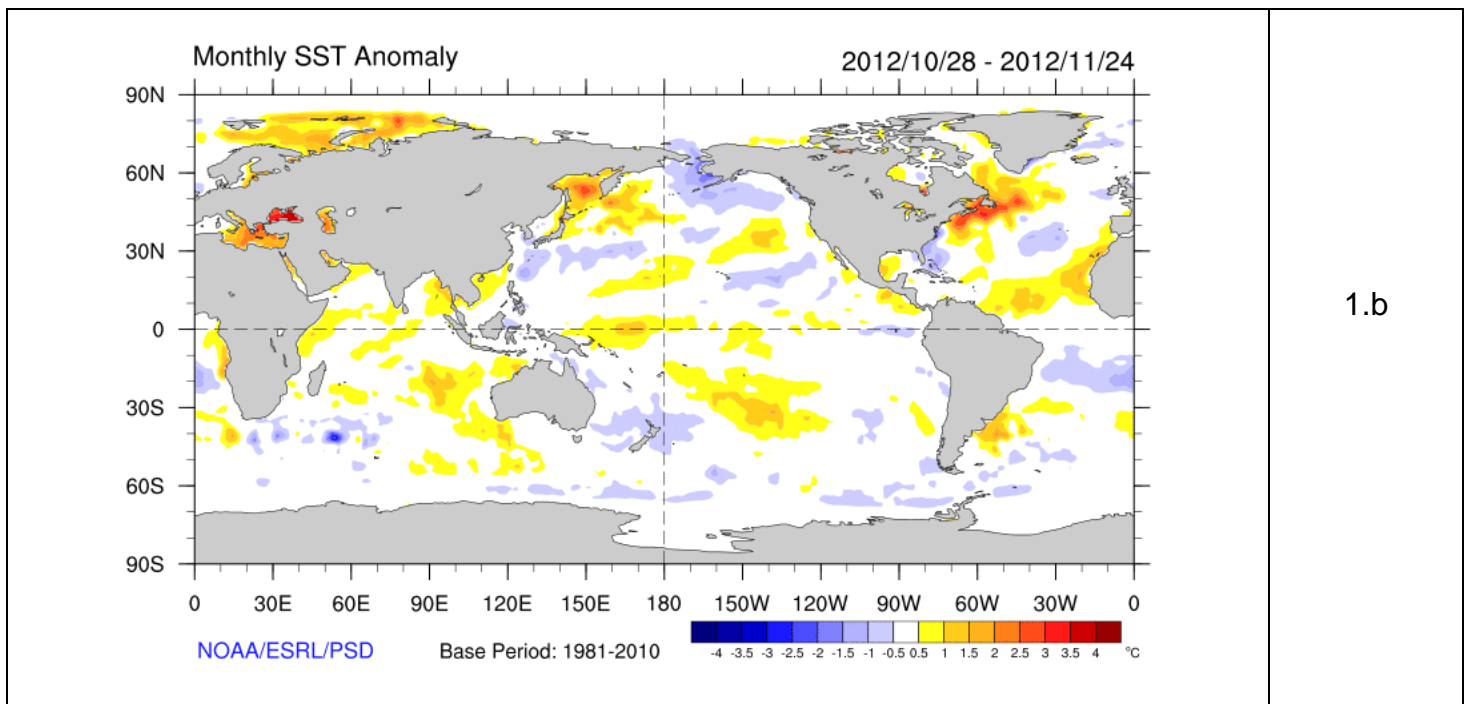 Monthly SST Anomaly 2012/10/28 - 2012/11/24
90N
60N
30N
0
30S
60S
90S
0 30E 60E 90E 120E 150E 180 150W 120W 90W 60W 30W 0
NOAA/ESRL/PSD Base Period: 1981-2010
-4 -3.5 -3 -2.5 -2 -1.5 -1 -0.5 0.5 1 1.5 2 2.5 3 3.5 4 °C
1.b